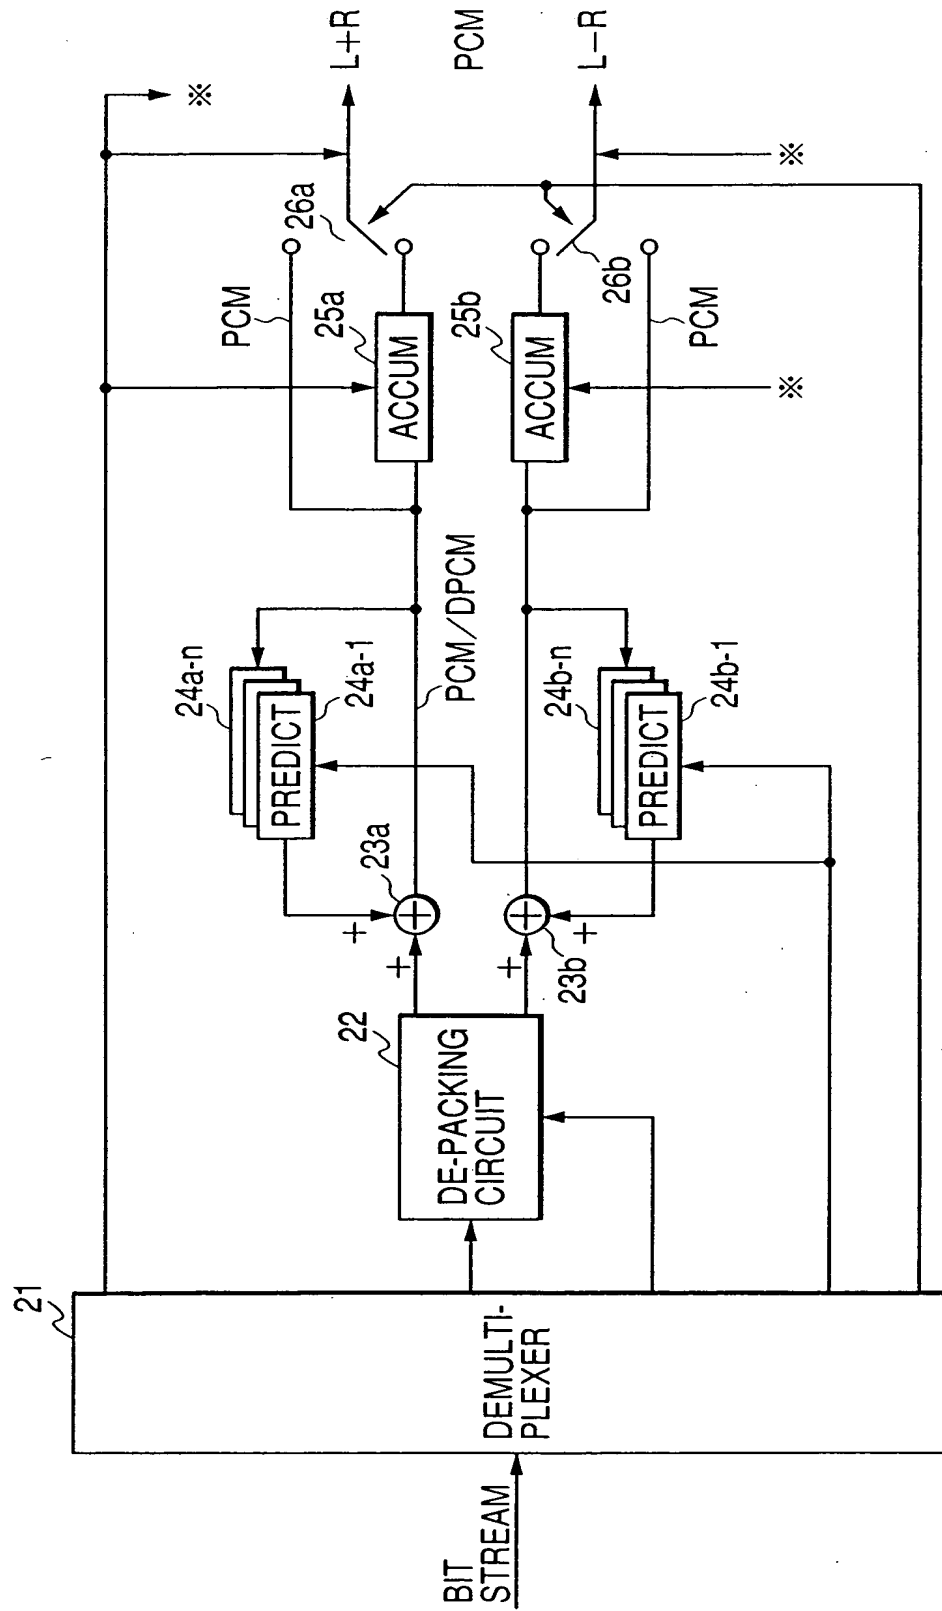 BIT
STREAM
21
DEMULTI-
PLEXER
22
DE-PACKING
CIRCUIT
+
+
23a
+
+
23b
24a-n
PREDICT
24a-1
PCM/DPCM
24b-n
PREDICT
24b-1
PCM
25a
ACCUM
25b
ACCUM
PCM
26a
26b
※
※
※
L+R
PCM
L−R